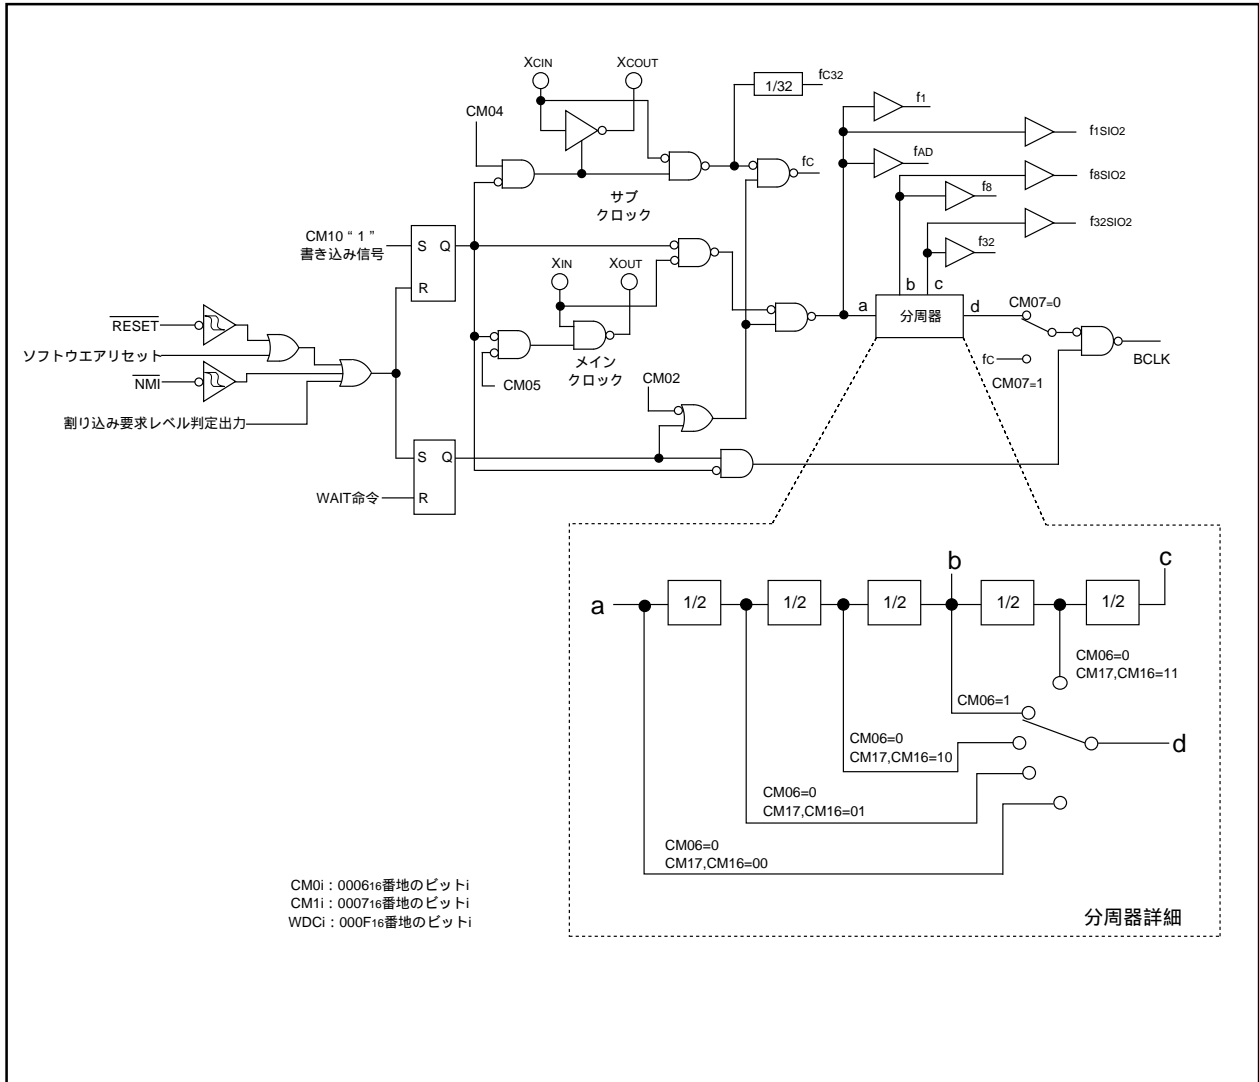 XCIN
XCOUT
1/32
fC32
CM04
f1
f1SIO2
fAD
fC
f8SIO2
f8
サブ
クロック
f32SIO2
f32
CM10 “ 1 ”
書き込み信号
S Q
R
XIN
XOUT
b c
a
分周器
d
CM07=0
RESET
ソフトウエアリセット
NMI
メイン
クロック
CM05
CM02
fC
CM07=1
BCLK
割り込み要求レベル判定出力
S Q
R
WAIT命令
a
1/2
1/2
1/2
b
1/2
1/2
c
CM06=0
CM17,CM16=11
CM06=1
CM06=0
CM17,CM16=10
d
CM06=0
CM17,CM16=01
CM06=0
CM17,CM16=00
CM0i : 000616番地のビットi
CM1i : 000716番地のビットi
WDCi : 000F16番地のビットi
分周器詳細